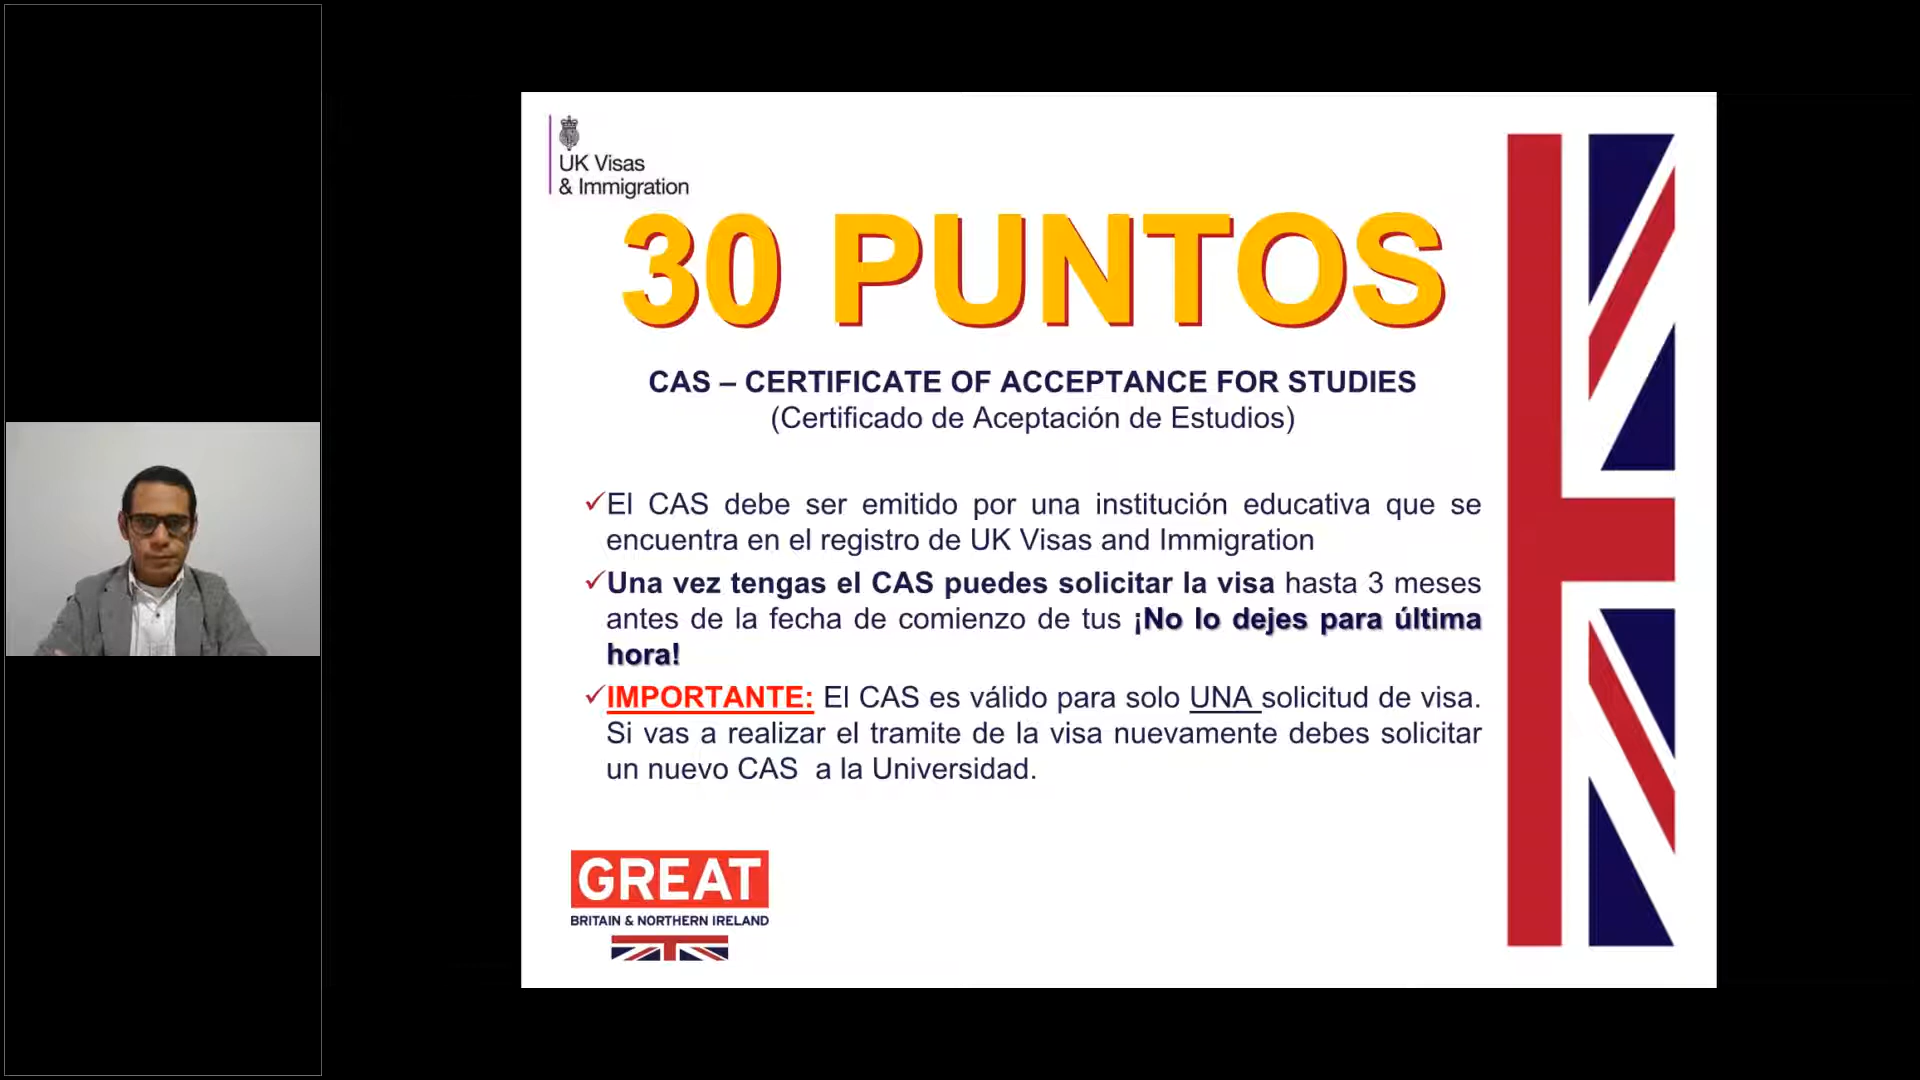 UK Visas
& Immigration
30 PUNTOS
CAS – CERTIFICATE OF ACCEPTANCE FOR STUDIES
(Certificado de Aceptación de Estudios)
✓El CAS debe ser emitido por una institución educativa que se
encuentra en el registro de UK Visas and Immigration
✓Una vez tengas el CAS puedes solicitar la visa hasta 3 meses
antes de la fecha de comienzo de tus ¡No lo dejes para última
hora!
✓IMPORTANTE: El CAS es válido para solo UNA solicitud de visa.
Si vas a realizar el tramite de la visa nuevamente debes solicitar
un nuevo CAS a la Universidad.
GREAT
BRITAIN & NORTHERN IRELAND